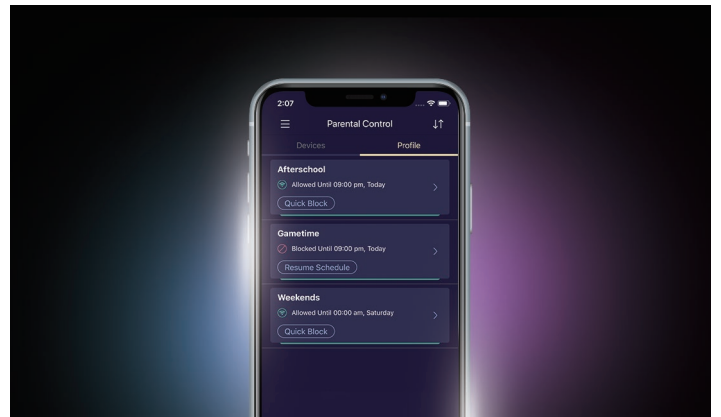 2:07
Parental Control
Devices
Profile
Afterschool
Allowed Until 09:00 pm, Today
Quick Block
Gametime
Blocked Until 09:00 pm, Today
Resume Schedule
Weekends
Allowed Until 00:00 am, Saturday
Quick Block